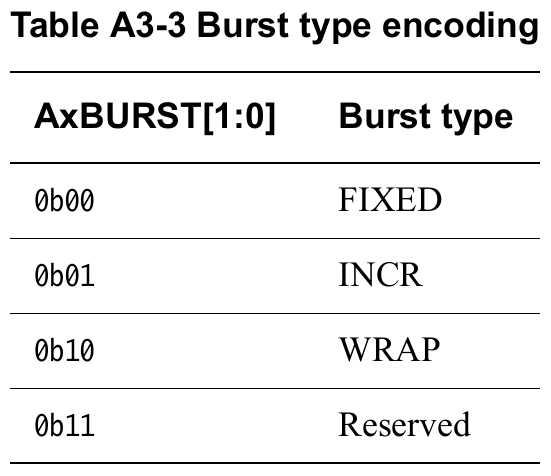 Table A3-3 Burst type encoding
AxBURST[1:0] Burst type
0b00 FIXED
0b01 INCR
0b10 WRAP
0b11 Reserved